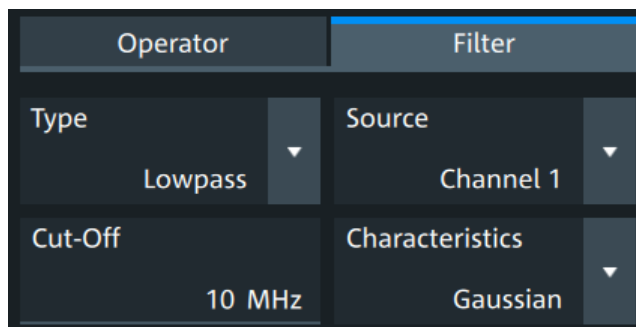 Operator
Filter
Type
Source
Lowpass
Channel 1
Cut-Off
Characteristics
10 MHz
Gaussian